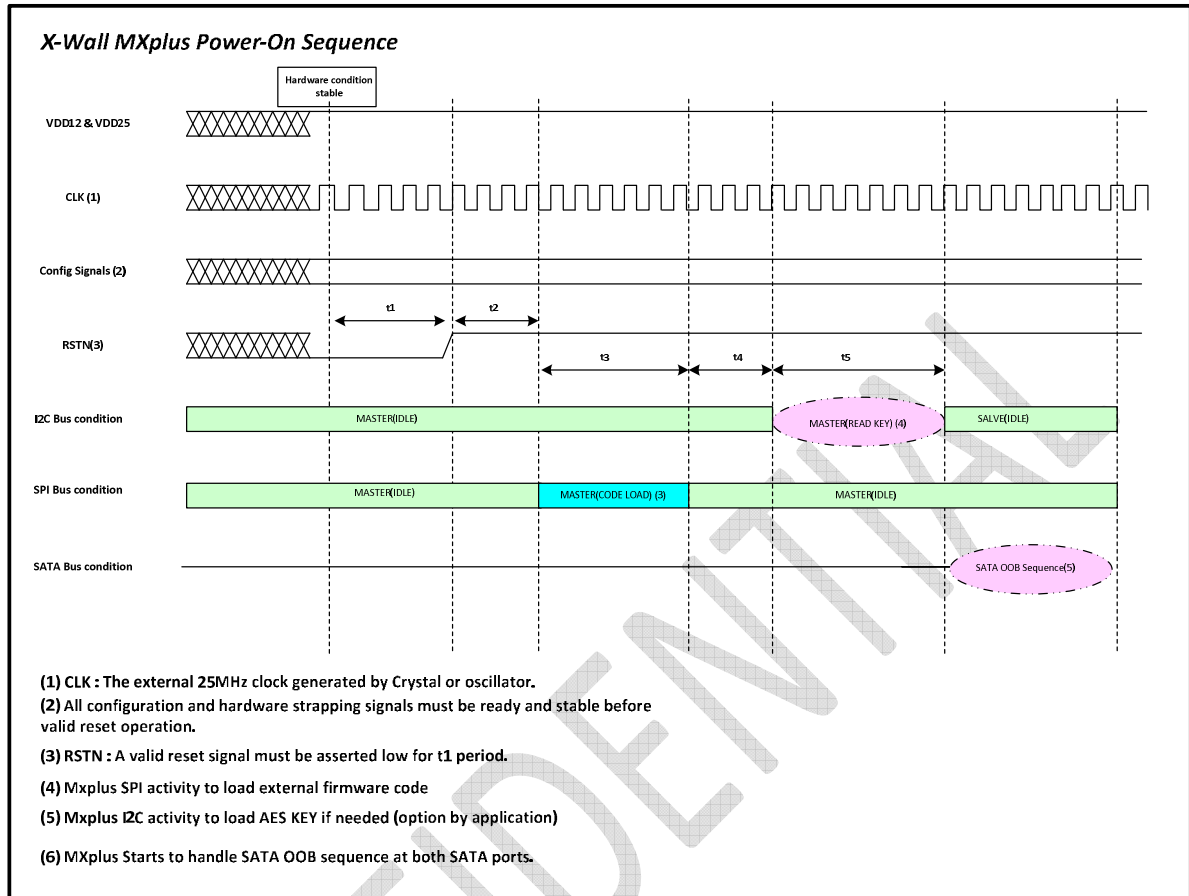 X-Wall MXplus Power-On Sequence
Hardware condition
stable
VDD12 & VDD25
CLK (1)
Config Signals (2)
t1
t2
RSTN(3)
t3
t4
t5
I2C Bus condition
MASTER(IDLE)
MASTER(READ KEY) (4)
SALVE(IDLE)
SPI Bus condition
MASTER(IDLE)
MASTER(CODE LOAD) (3)
MASTER(IDLE)
SATA Bus condition
SATA OOB Sequence(5)
(1) CLK : The external 25MHz clock generated by Crystal or oscillator.
(2) All configuration and hardware strapping signals must be ready and stable before
valid reset operation.
(3) RSTN : A valid reset signal must be asserted low for t1 period.
(4) Mxplus SPI activity to load external firmware code
(5) Mxplus I2C activity to load AES KEY if needed (option by application)
(6) MXplus Starts to handle SATA OOB sequence at both SATA ports.
IDENTIAL